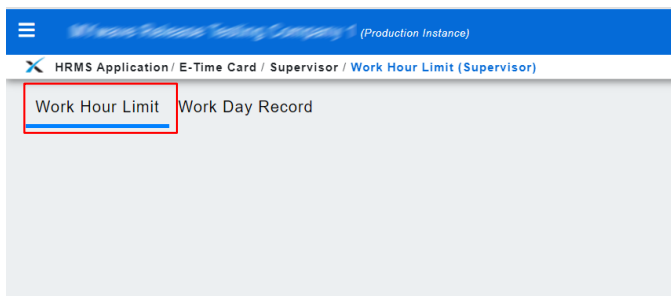 (Production Instance)
HRMS Application / E-Time Card / Supervisor / Work Hour Limit (Supervisor)
Work Hour Limit Work Day Record